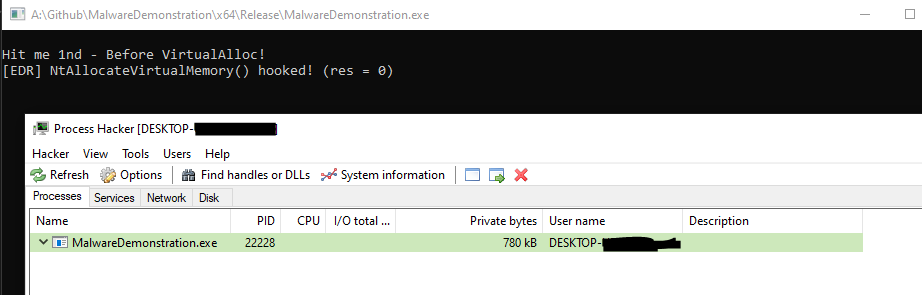 A:\Github\MalwareDemonstration\x64\Release\MalwareDemonstration.exe
Hit me 1nd - Before VirtualAlloc!
[EDR] NtAllocateVirtualMemory() hooked! (res = 0)
Process Hacker [DESKTOP-
Hacker View Tools Users Help
Refresh Options Find handles or DLLs System information
Processes Services Network Disk
Name PID CPU I/O total ... Private bytes User name Description
MalwareDemonstration.exe 22228 780 kB DESKTOP-